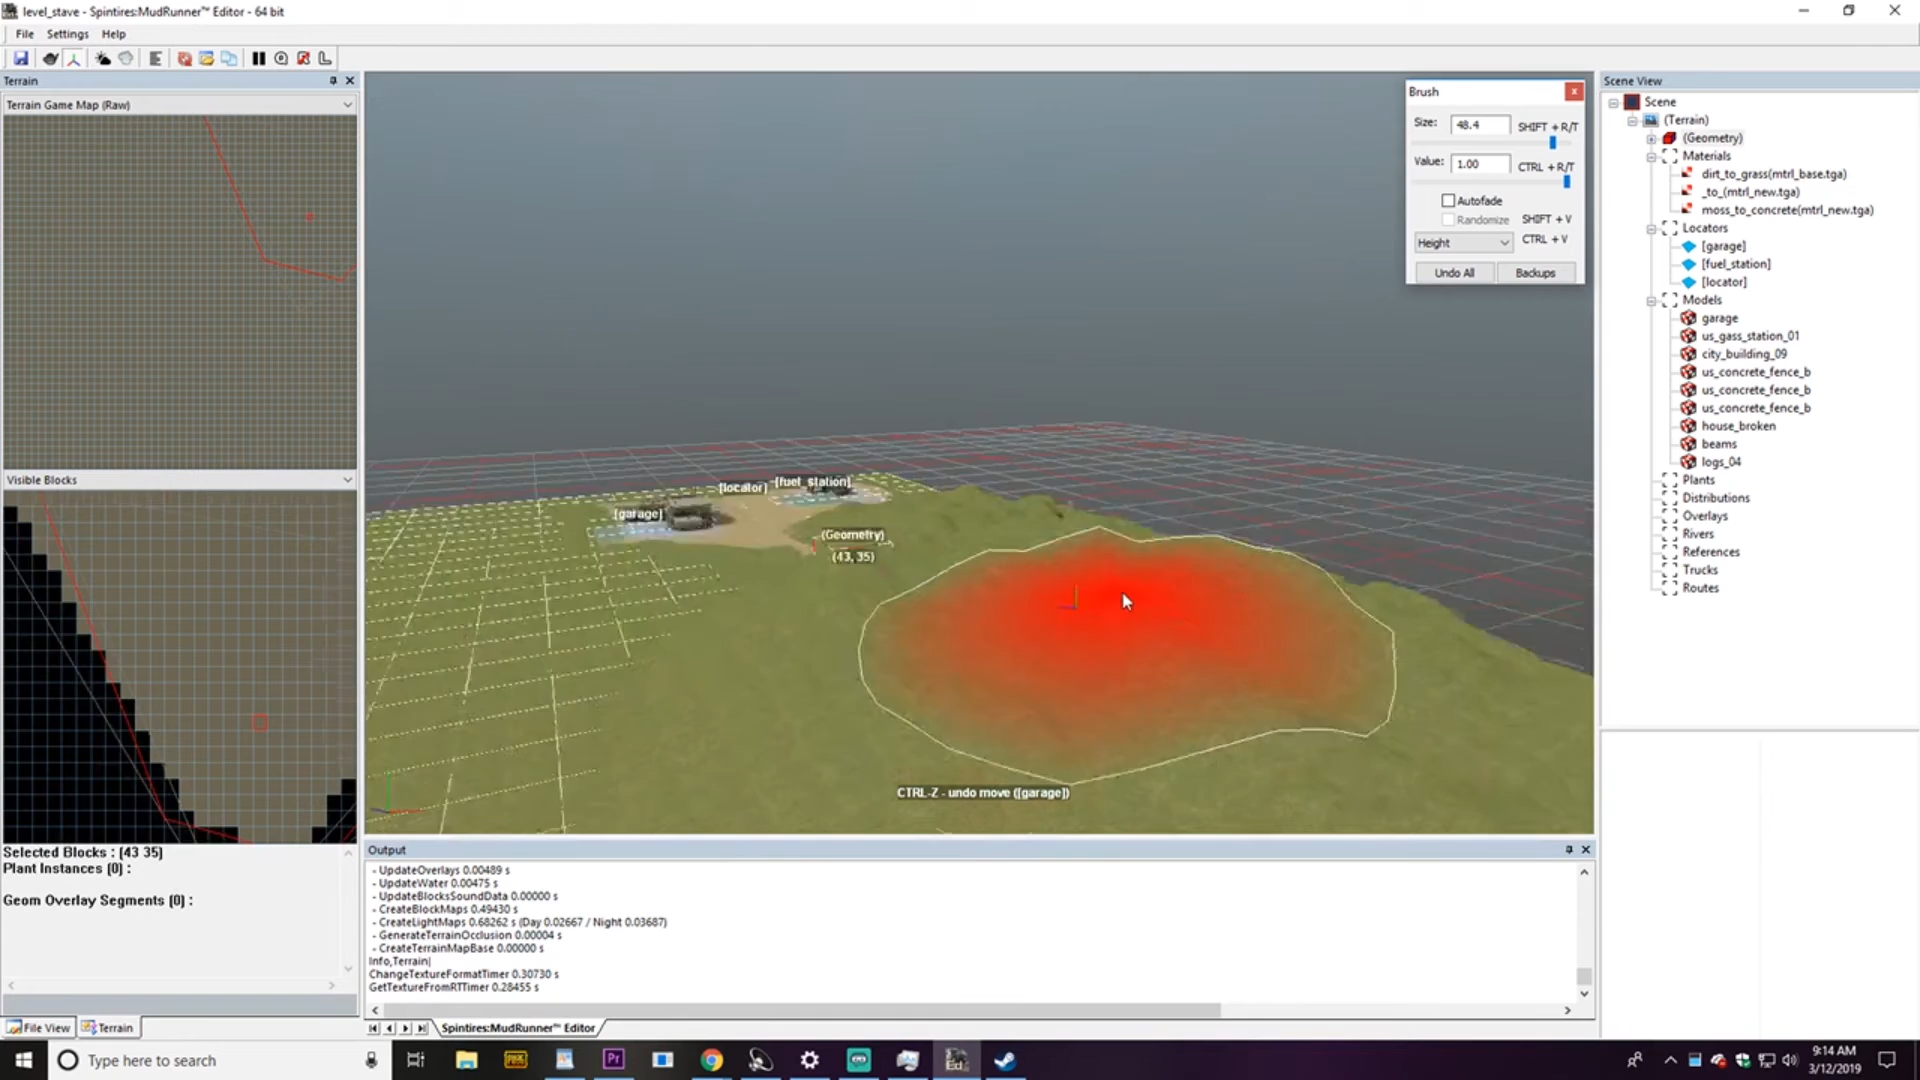 level_stave - Spintires:MudRunner™ Editor - 64 bit
File Settings Help
Terrain
Terrain Game Map (Raw)
Visible Blocks
Selected Blocks : [43 35]
Plant Instances [0] :
Geom Overlay Segments [0] :
File View
Terrain
[locator]
[fuel_station]
[garage]
(Geometry)
(43, 35)
CTRL-Z - undo move ([garage])
Brush
Size: 48.4 SHIFT + R/T
Value: 1.00 CTRL + R/T
Autofade
Randomize SHIFT + V
Height CTRL + V
Undo All Backups
Output
- UpdateOverlays 0.00489 s
- UpdateWater 0.00475 s
- UpdateBlocksSoundData 0.00000 s
- CreateBlockMaps 0.49430 s
- CreateLightMaps 0.68262 s (Day 0.02667 / Night 0.03687)
- GenerateTerrainOcclusion 0.00004 s
- CreateTerrainMapBase 0.00000 s
Info,Terrain|
ChangeTextureFormatTimer 0.30730 s
GetTextureFromRTTimer 0.28455 s
Spintires:MudRunner™ Editor
Scene View
Scene
(Terrain)
(Geometry)
Materials
dirt_to_grass(mtrl_base.tga)
_to_(mtrl_new.tga)
moss_to_concrete(mtrl_new.tga)
Locators
[garage]
[fuel_station]
[locator]
Models
garage
us_gass_station_01
city_building_09
us_concrete_fence_b
us_concrete_fence_b
us_concrete_fence_b
house_broken
beams
logs_04
Plants
Distributions
Overlays
Rivers
References
Trucks
Routes
Type here to search
Pr
Ed
9:14 AM
3/12/2019